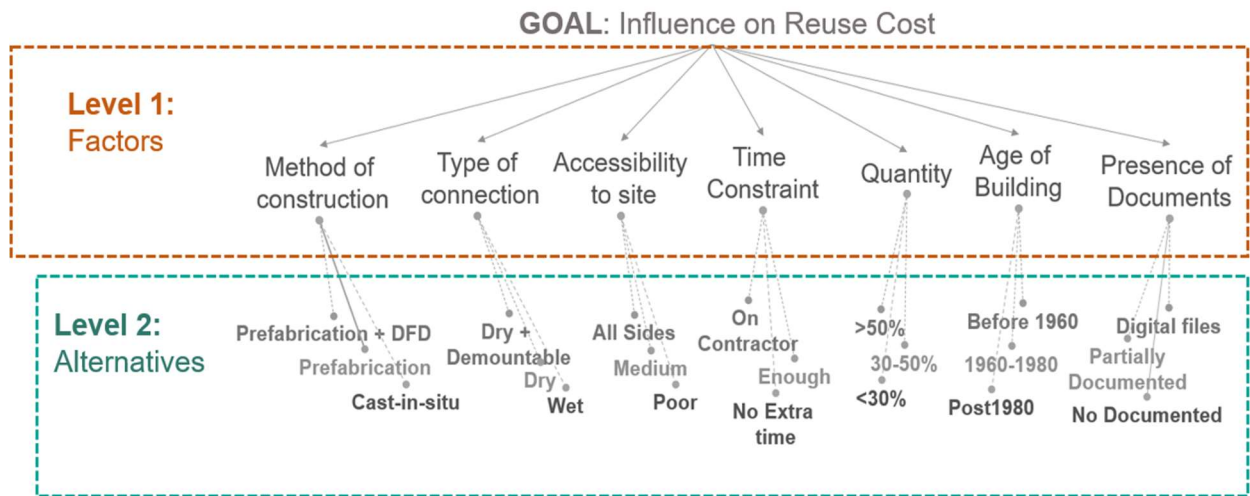 GOAL: Influence on Reuse Cost
Level 1:
Factors
Method of
construction
Type of
connection
Accessibility
to site
Time
Constraint
Quantity
Age of
Building
Presence of
Documents
Level 2:
Alternatives
Prefabrication + DFD
Prefabrication
Cast-in-situ
Dry +
Demountable
Dry
Wet
All Sides
Medium
Poor
On
Contractor
Enough
No Extra
time
>50%
30-50%
<30%
Before 1960
1960-1980
Post1980
Digital files
Partially
Documented
No Documented